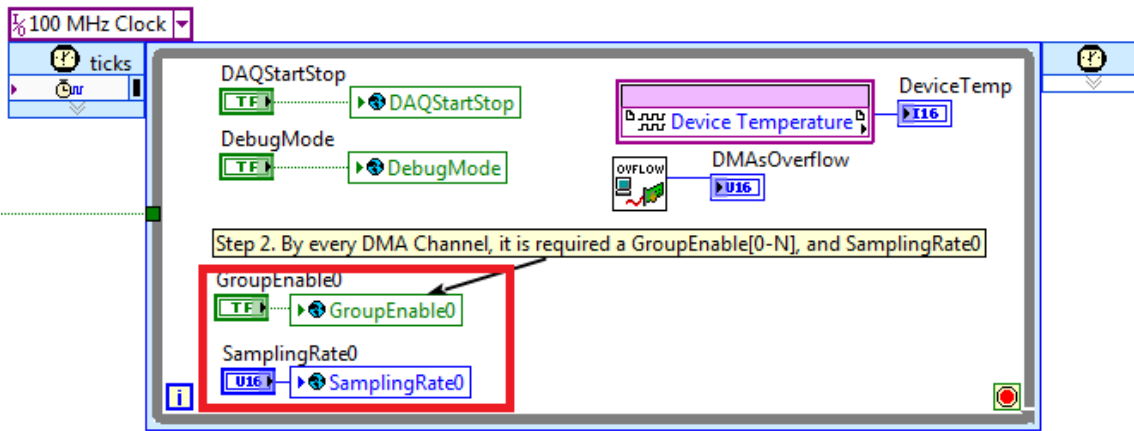 100 MHz Clock
ticks
DAQStartStop
TF
DAQStartStop
DebugMode
TF
DebugMode
Device Temperature
DeviceTemp
I16
OVFLOW
DMAsOverflow
U16
Step 2. By every DMA Channel, it is required a GroupEnable[0-N], and SamplingRate0
GroupEnable0
TF
GroupEnable0
SamplingRate0
U16
SamplingRate0
i